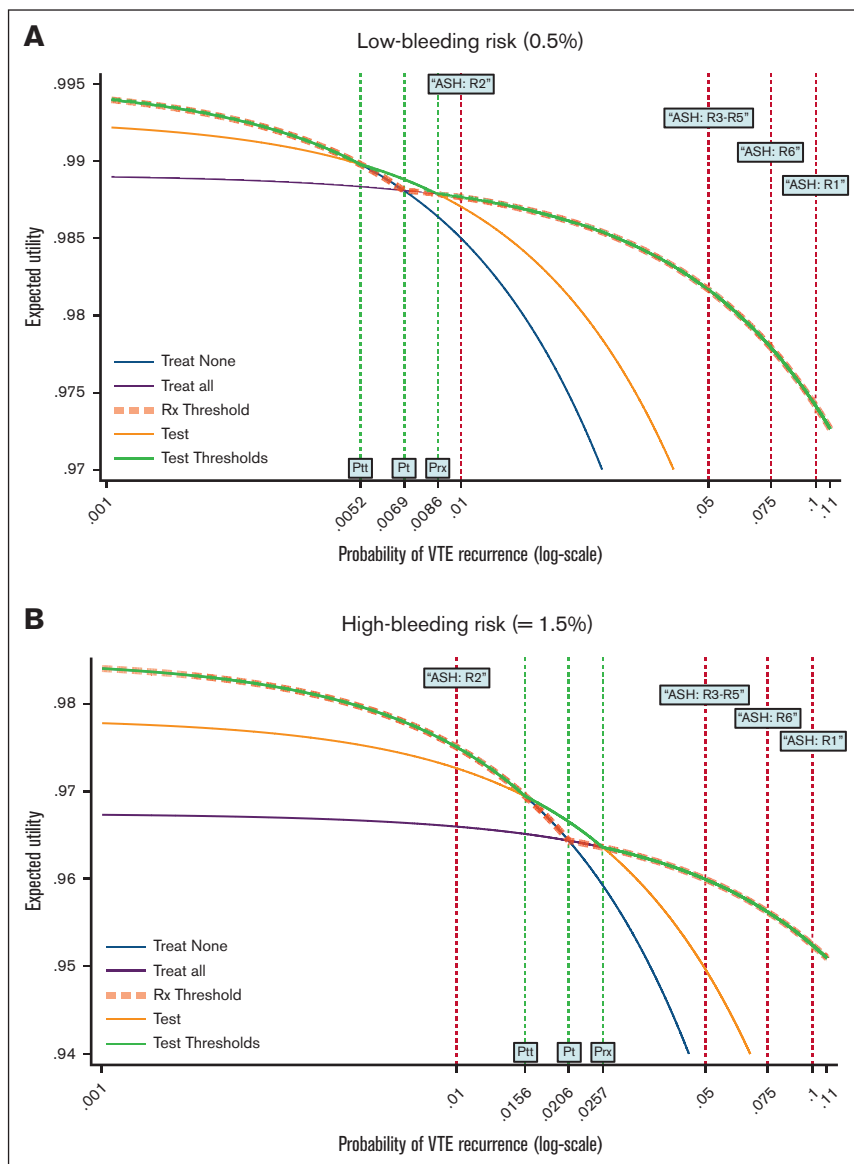 A
Low-bleeding risk (0.5%)
.995
.99
.985
.98
.975
.97
Expected utility
"ASH: R2"
"ASH: R3-R5"
"ASH: R6"
"ASH: R1"
Treat None
Treat all
Rx Threshold
Test
Test Thresholds
Ptt
Pt
Prx
.001
.0052
.0069
.0086
.01
.05
.075
.1
.11
Probability of VTE recurrence (log-scale)
B
High-bleeding risk (= 1.5%)
.98
.97
.96
.95
.94
Expected utility
"ASH: R2"
"ASH: R3-R5"
"ASH: R6"
"ASH: R1"
Treat None
Treat all
Rx Threshold
Test
Test Thresholds
Ptt
Pt
Prx
.001
.01
.0156
.0206
.0257
.05
.075
.1
.11
Probability of VTE recurrence (log-scale)